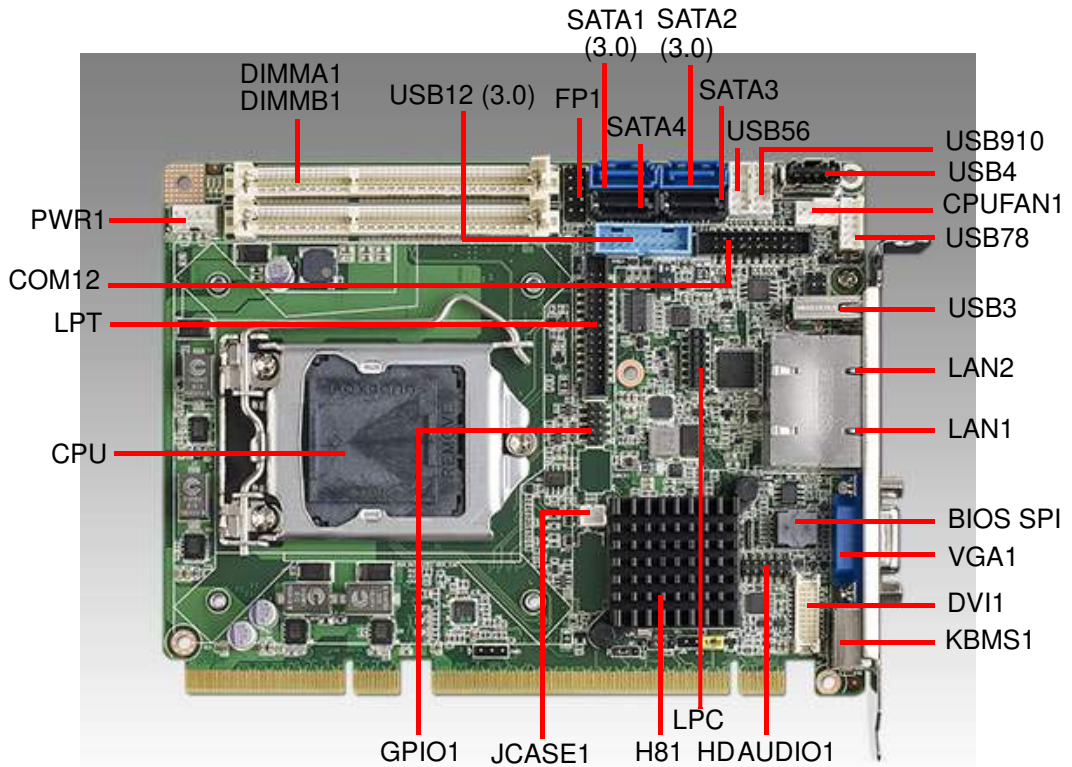 SATA1
(3.0)
SATA2
(3.0)
DIMMA1
DIMMB1
USB12 (3.0)
FP1
SATA4
SATA3
USB56
USB910
USB4
CPUFAN1
USB78
PWR1
COM12
LPT
USB3
LAN2
LAN1
CPU
REMOVE
BIOS SPI
VGA1
DVI1
KBMS1
GPIO1
JCASE1
H81
LPC
HDAUDIO1